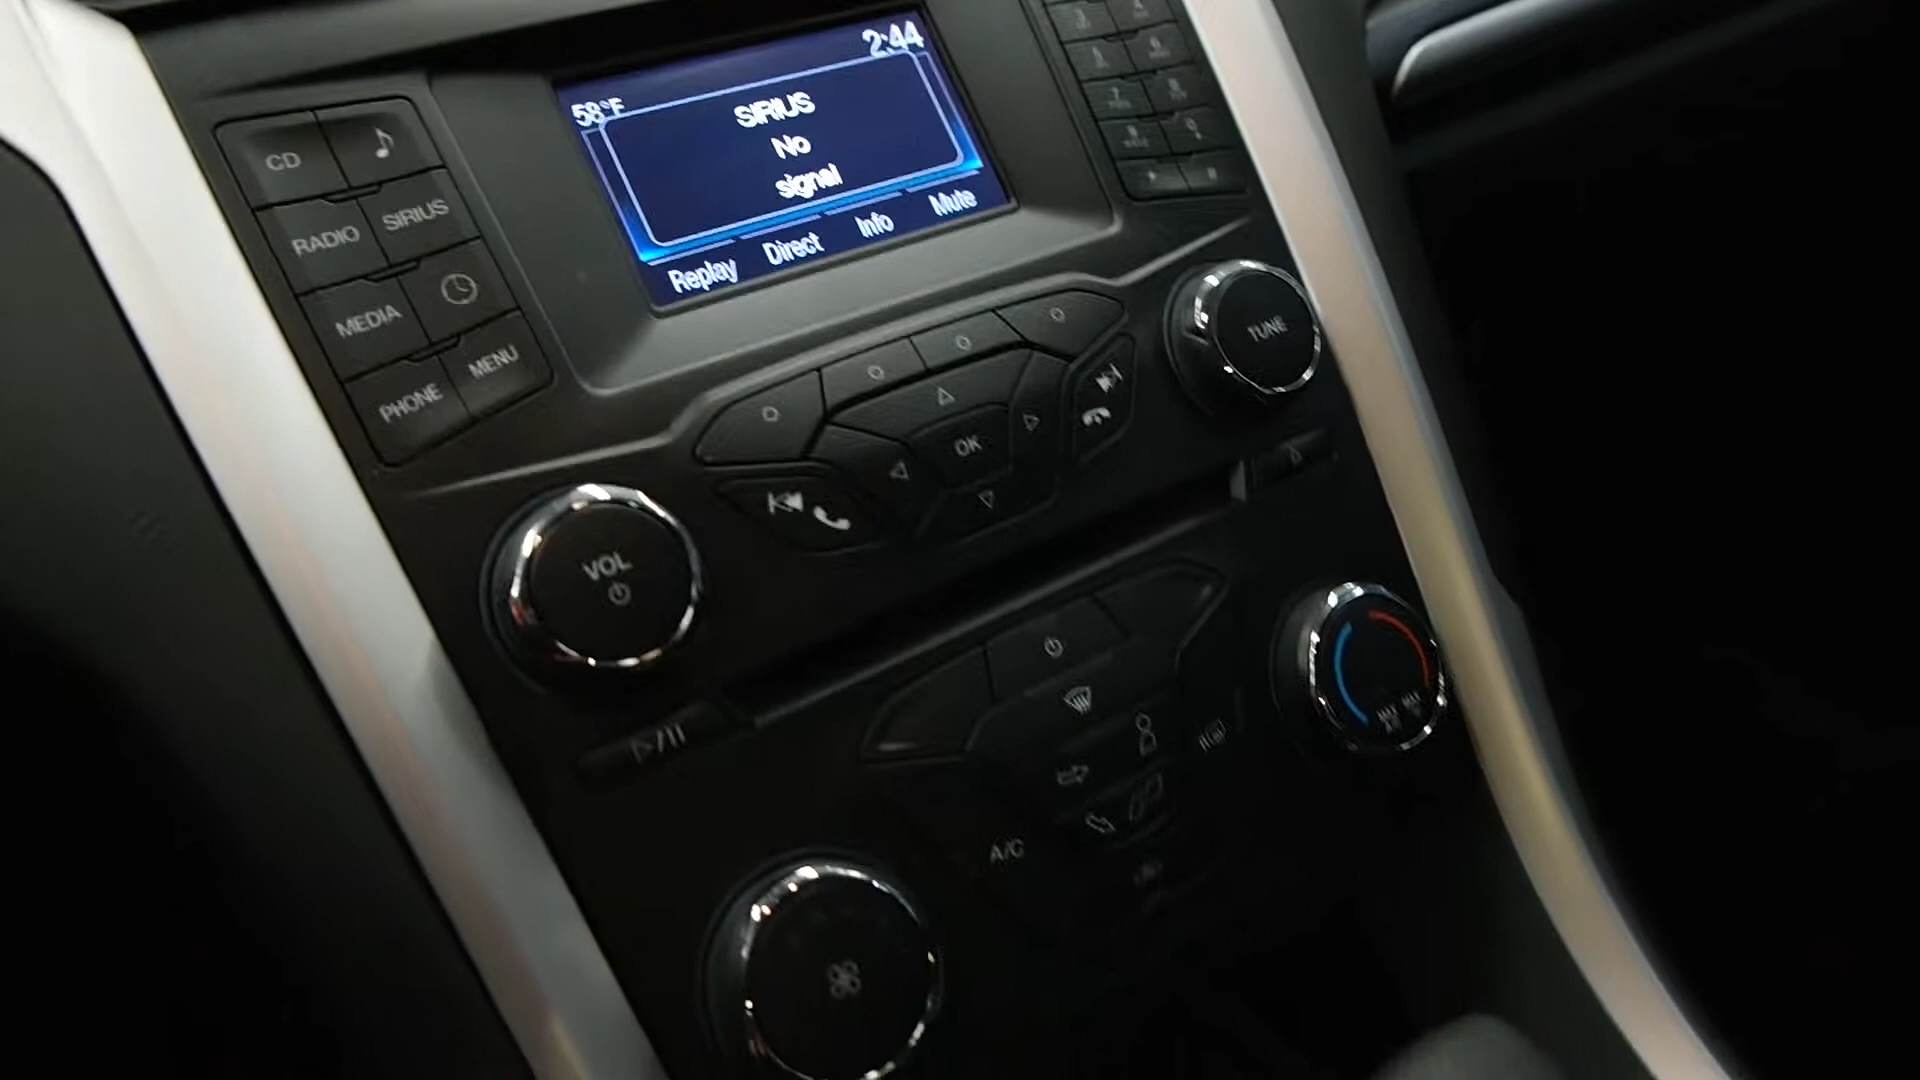 2:44
58°F
SIRIUS
No
signal
Replay Direct Info Mute
CD
RADIO SIRIUS
MEDIA
PHONE MENU
TUNE
OK
VOL
A/C